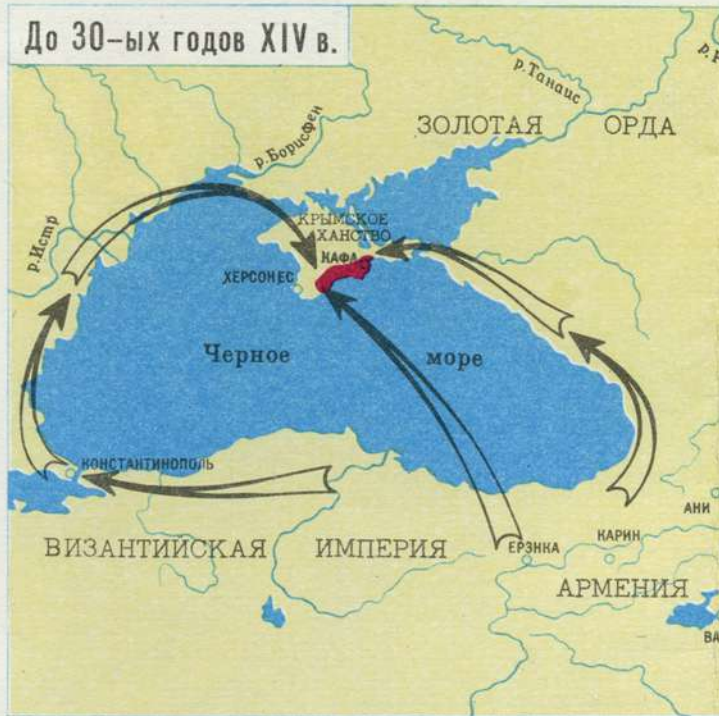 До 30-ых годов XIV в.
р. Танаис
ЗОЛОТАЯ ОРДА
р. Борисфен
р. Истр
КРЫМСКОЕ
ХАНСТВО
КАФА
ХЕРСОНЕС
Черное море
КОНСТАНТИНОПОЛЬ
АНИ
ВИЗАНТИЙСКАЯ ИМПЕРИЯ
ЕРЗНКА
КАРИН
АРМЕНИЯ